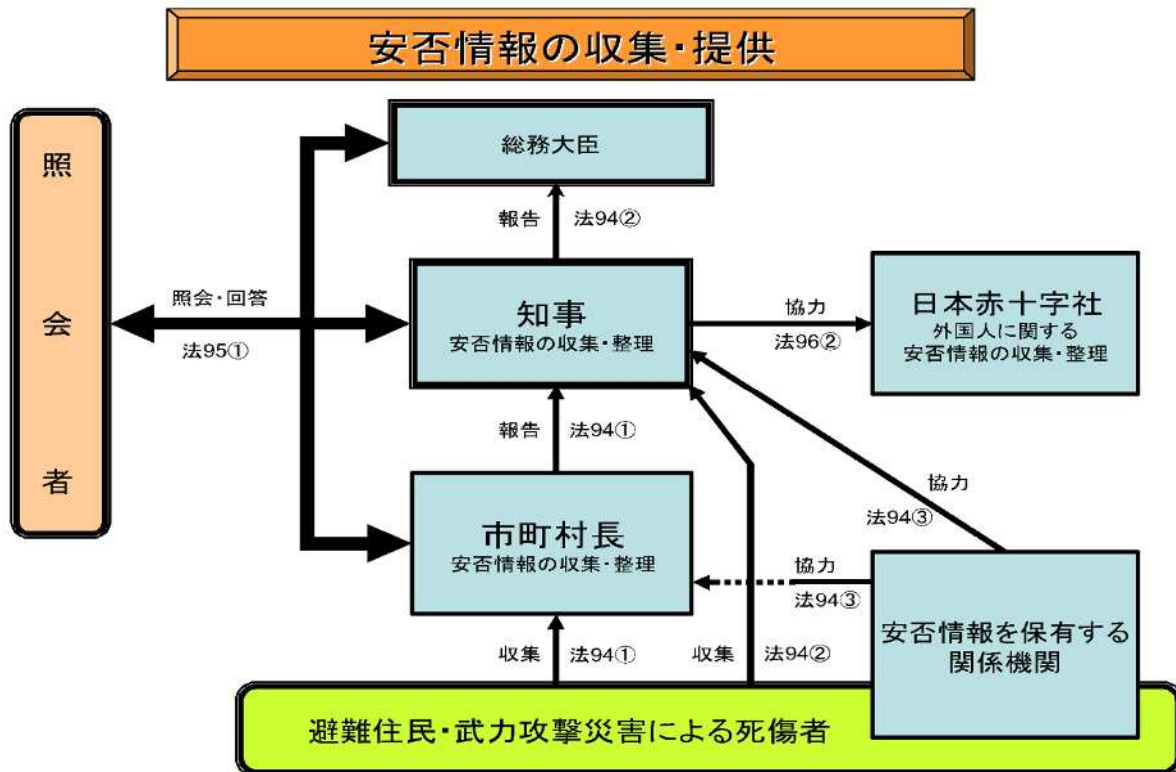 安否情報の収集・提供
照会者
総務大臣
報告 法94②
照会・回答
法95①
知事
安否情報の収集・整理
協力
法96②
日本赤十字社
外国人に関する
安否情報の収集・整理
報告 法94①
市町村長
安否情報の収集・整理
協力
法94③
協力
法94③
安否情報を保有する
関係機関
収集 法94①
収集 法94②
避難住民・武力攻撃災害による死傷者